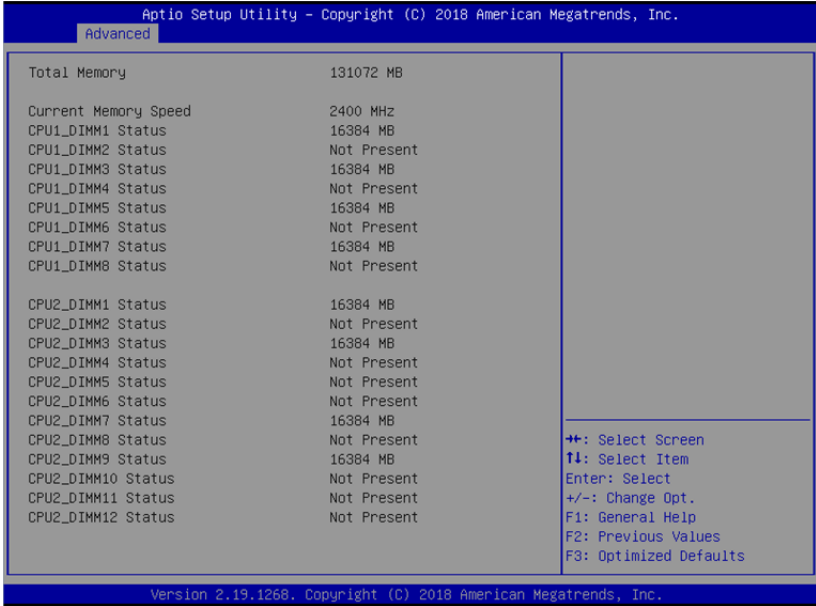 Aptio Setup Utility – Copyright (C) 2018 American Megatrends, Inc.
Advanced
Total Memory 131072 MB
Current Memory Speed 2400 MHz
CPU1_DIMM1 Status 16384 MB
CPU1_DIMM2 Status Not Present
CPU1_DIMM3 Status 16384 MB
CPU1_DIMM4 Status Not Present
CPU1_DIMM5 Status 16384 MB
CPU1_DIMM6 Status Not Present
CPU1_DIMM7 Status 16384 MB
CPU1_DIMM8 Status Not Present
CPU2_DIMM1 Status 16384 MB
CPU2_DIMM2 Status Not Present
CPU2_DIMM3 Status 16384 MB
CPU2_DIMM4 Status Not Present
CPU2_DIMM5 Status Not Present
CPU2_DIMM6 Status Not Present
CPU2_DIMM7 Status 16384 MB
CPU2_DIMM8 Status Not Present
CPU2_DIMM9 Status 16384 MB
CPU2_DIMM10 Status Not Present
CPU2_DIMM11 Status Not Present
CPU2_DIMM12 Status Not Present
→←: Select Screen
↑↓: Select Item
Enter: Select
+/-: Change Opt.
F1: General Help
F2: Previous Values
F3: Optimized Defaults
Version 2.19.1268. Copyright (C) 2018 American Megatrends, Inc.